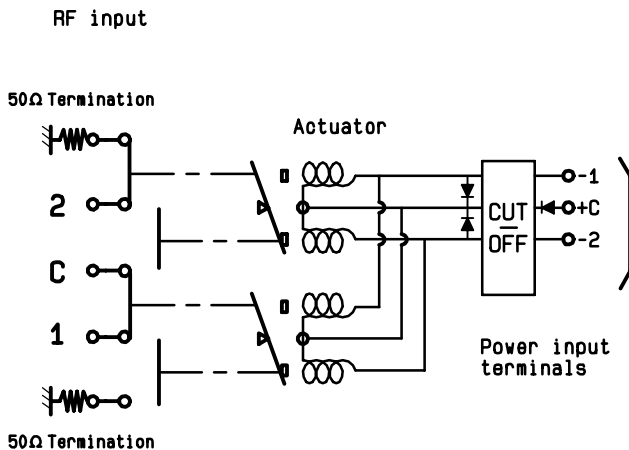 RF input
50Ω Termination
Actuator
-1
2
+C
CUT
OFF
-2
C
1
Power input
terminals
50Ω Termination